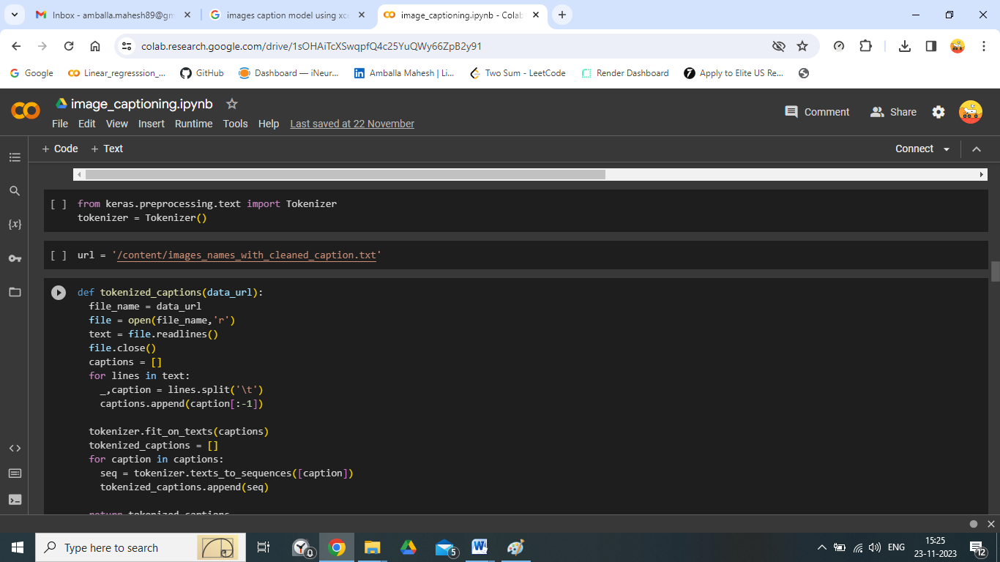 Inbox - amballa.mahesh89@gm
images caption model using xce
image_captioning.ipynb - Colab
colab.research.google.com/drive/1sOHAiTcXSwqpfQ4c25YuQWy66ZpB2y91
Google
Linear_regresssion_...
GitHub
Dashboard — iNeur...
Amballa Mahesh | Li...
Two Sum - LeetCode
Render Dashboard
Apply to Elite US Re...
image_captioning.ipynb
Comment
Share
File Edit View Insert Runtime Tools Help Last saved at 22 November
+ Code + Text
Connect
[ ] from keras.preprocessing.text import Tokenizer
tokenizer = Tokenizer()
{x}
[ ] url = '/content/images_names_with_cleaned_caption.txt'
def tokenized_captions(data_url):
file_name = data_url
file = open(file_name,'r')
text = file.readlines()
file.close()
captions = []
for lines in text:
_,caption = lines.split('\t')
captions.append(caption[:-1])
tokenizer.fit_on_texts(captions)
tokenized_captions = []
for caption in captions:
seq = tokenizer.texts_to_sequences([caption])
tokenized_captions.append(seq)
return tokenized_captions
Type here to search
0
5
W
ENG
15:25
23-11-2023
12